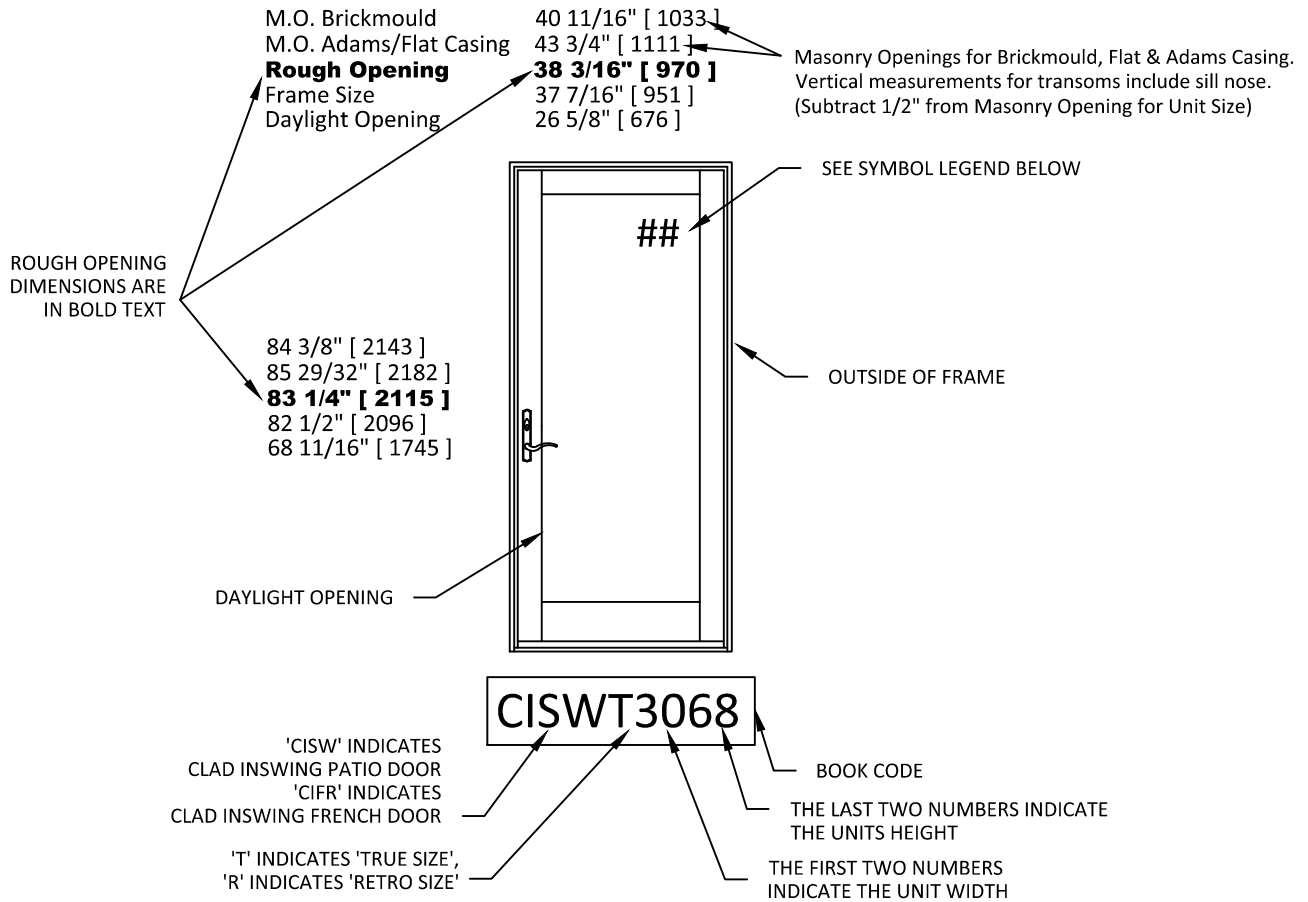 M.O. Brickmould 40 11/16" [ 1033 ]
M.O. Adams/Flat Casing 43 3/4" [ 1111 ]
Rough Opening 38 3/16" [ 970 ]
Frame Size 37 7/16" [ 951 ]
Daylight Opening 26 5/8" [ 676 ]
Masonry Openings for Brickmould, Flat & Adams Casing.
Vertical measurements for transoms include sill nose.
(Subtract 1/2" from Masonry Opening for Unit Size)
SEE SYMBOL LEGEND BELOW
##
ROUGH OPENING
DIMENSIONS ARE
IN BOLD TEXT
84 3/8" [ 2143 ]
85 29/32" [ 2182 ]
83 1/4" [ 2115 ]
82 1/2" [ 2096 ]
68 11/16" [ 1745 ]
OUTSIDE OF FRAME
DAYLIGHT OPENING
CISWT3068
'CISW' INDICATES
CLAD INSWING PATIO DOOR
'CIFR' INDICATES
CLAD INSWING FRENCH DOOR
'T' INDICATES 'TRUE SIZE',
'R' INDICATES 'RETRO SIZE'
BOOK CODE
THE LAST TWO NUMBERS INDICATE
THE UNITS HEIGHT
THE FIRST TWO NUMBERS
INDICATE THE UNIT WIDTH